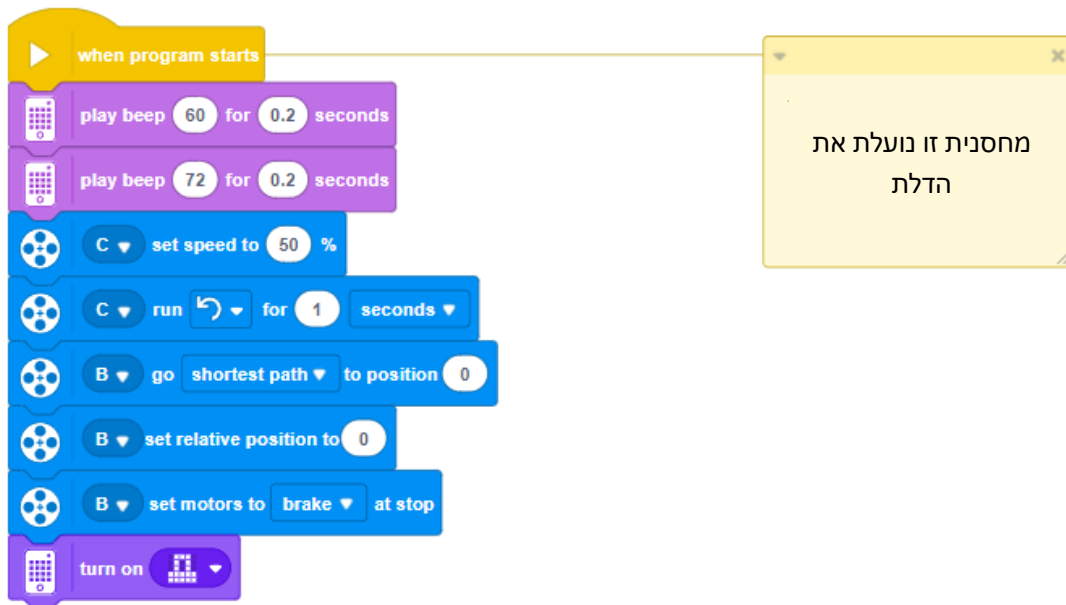 when program starts
play beep 60 for 0.2 seconds
play beep 72 for 0.2 seconds
C set speed to 50 %
C run for 1 seconds
B go shortest path to position 0
B set relative position to 0
B set motors to brake at stop
turn on
מחסנית זו נועלת את
הדלת